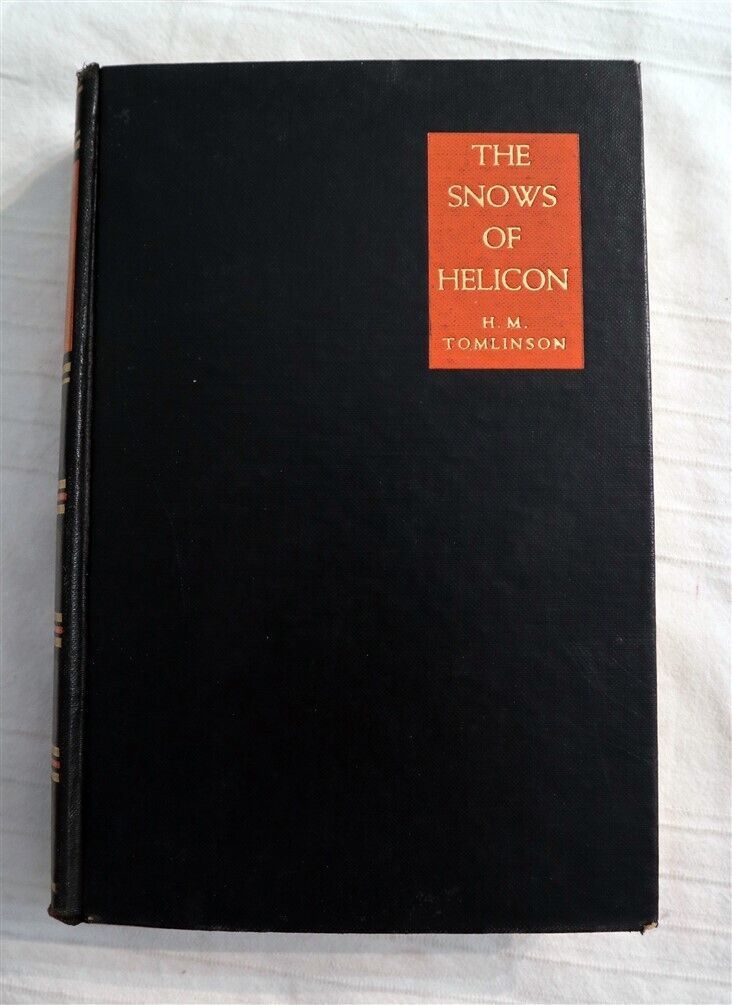 THE
SNOWS
OF
HELICON
H. M.
TOMLINSON